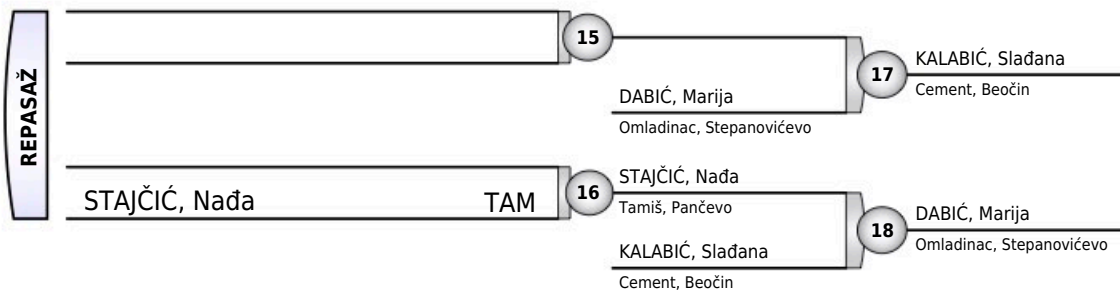 REPASAŽ
15
17
KALABIĆ, Slađana
Cement, Beočin
DABIĆ, Marija
Omladinac, Stepanovićevo
STAJČIĆ, Nađa TAM
16
STAJČIĆ, Nađa
Tamiš, Pančevo
18
DABIĆ, Marija
Omladinac, Stepanovićevo
KALABIĆ, Slađana
Cement, Beočin